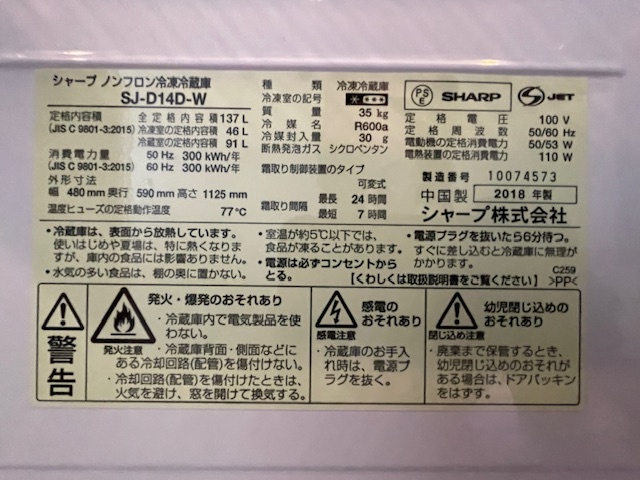 シャープ ノンフロン冷凍冷蔵庫
SJ-D14D-W
定格内容積 全定格内容積 137 L
(JIS C 9801-3:2015) 冷凍室の定格内容積 46 L
冷蔵室の定格内容積 91 L
消費電力量 50 Hz 300 kWh/年
(JIS C 9801-3:2015) 60 Hz 300 kWh/年
外形寸法
幅 480 mm 奥行 590 mm 高さ 1125 mm
温度ヒューズの定格動作温度 77℃
種類 冷凍冷蔵庫
冷凍室の記号
質量 35 kg
冷媒名 R600a
冷媒封入量 30 g
断熱発泡ガス シクロペンタン
霜取り制御装置のタイプ
可変式
霜取り間隔 最長 24時間
最短 7時間
PS
E
SHARP
S JET
定格電圧 100 V
定格周波数 50/60 Hz
電動機の定格消費電力 50/53 W
電熱装置の定格消費電力 110 W
製造番号 10074573
中国製 2018 年製
シャープ株式会社
・冷蔵庫は、表面から放熱しています。
使いはじめや夏場は、特に熱くなりま
すが、庫内の食品には影響ありません。
・水気の多い食品は、棚の奥に置かない。
・室温が約5℃以下では、
食品が凍ることがあります。
・電源は必ずコンセントから
とる。
・電源プラグを抜いたら6分待つ。
すぐに差し込むと冷蔵庫に無理が
かかります。
【くわしくは取扱説明書をご覧ください】
C259
>PP<
警告
発火・爆発のおそれあり
発火注意
・冷蔵庫内で電気製品を使
わない。
・冷蔵庫背面・側面などに
ある冷却回路(配管)を傷付けない。
・冷却回路(配管)を傷付けたときは、
火気を避け、窓を開けて換気する。
感電の
おそれあり
感電注意
・冷蔵庫のお手入
れ時は、電源プ
ラグを抜く。
幼児閉じ込めの
おそれあり
閉じ込め注意
・廃棄まで保管するとき、
幼児閉じ込めのおそれが
ある場合は、ドアパッキン
をはずす。